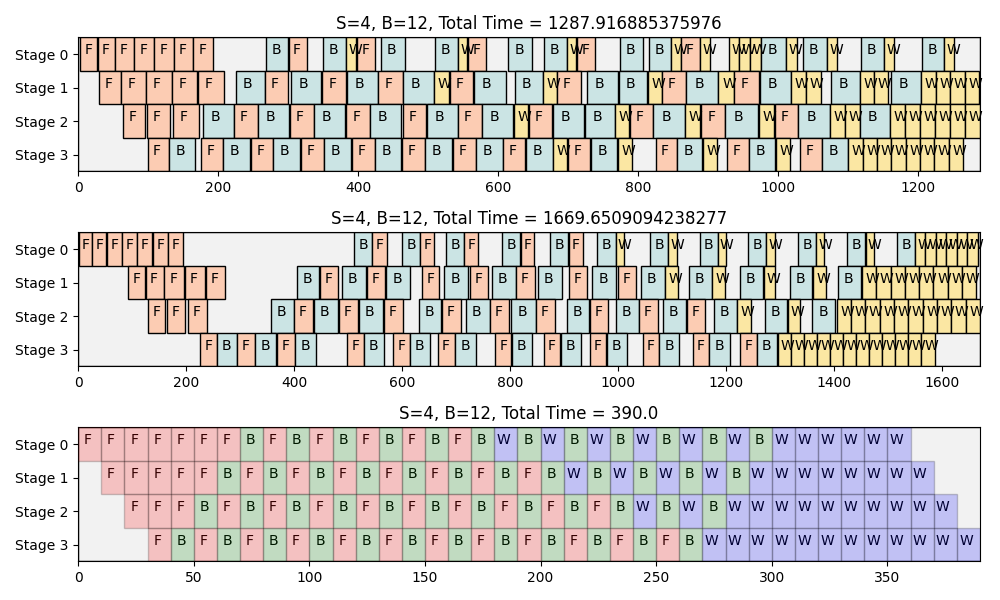 S=4, B=12, Total Time = 1287.916885375976
Stage 0 F F F F F F F B F B W F B B W F B B W F B B W F W W W W B W B W B W B W
Stage 1 F F F F F B F B F B F B W F B B W F B B W F B W F B W W B W W B W W W W
Stage 2 F F F B F B F B F B F B F B W F B B W F B W F B W F B W W B W W W W W W
Stage 3 F B F B F B F B F B F B F B F B W F B W F B W F B W F B W W W W W W W W
0 200 400 600 800 1000 1200
S=4, B=12, Total Time = 1669.6509094238277
Stage 0 F F F F F F F B F B F B F B F B F B W B W B W B W B W B W B W W W W W W
Stage 1 F F F F F B F B F B F B F B F B F B F B W B W B W B W B W W W W W W W W
Stage 2 F F F B F B F B F B F B F B F B F B F B F B W B W B W W W W W W W W W W
Stage 3 F B F B F B F B F B F B F B F B F B F B F B F B W W W W W W W W W W W W
0 200 400 600 800 1000 1200 1400 1600
S=4, B=12, Total Time = 390.0
Stage 0 F F F F F F F B F B F B F B F B F B W B W B W B W B W B W B W W W W W W
Stage 1 F F F F F B F B F B F B F B F B F B F B W B W B W B W B W W W W W W W W
Stage 2 F F F B F B F B F B F B F B F B F B F B F B W B W B W W W W W W W W W W
Stage 3 F B F B F B F B F B F B F B F B F B F B F B F B W W W W W W W W W W W W
0 50 100 150 200 250 300 350